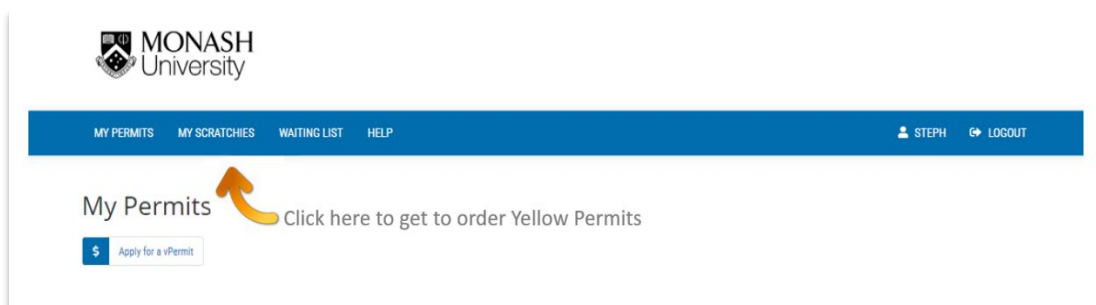 MONASH
University
MY PERMITS MY SCRATCHIES WAITING LIST HELP STEPH LOGOUT
My Permits
Click here to get to order Yellow Permits
$ Apply for a vPermit